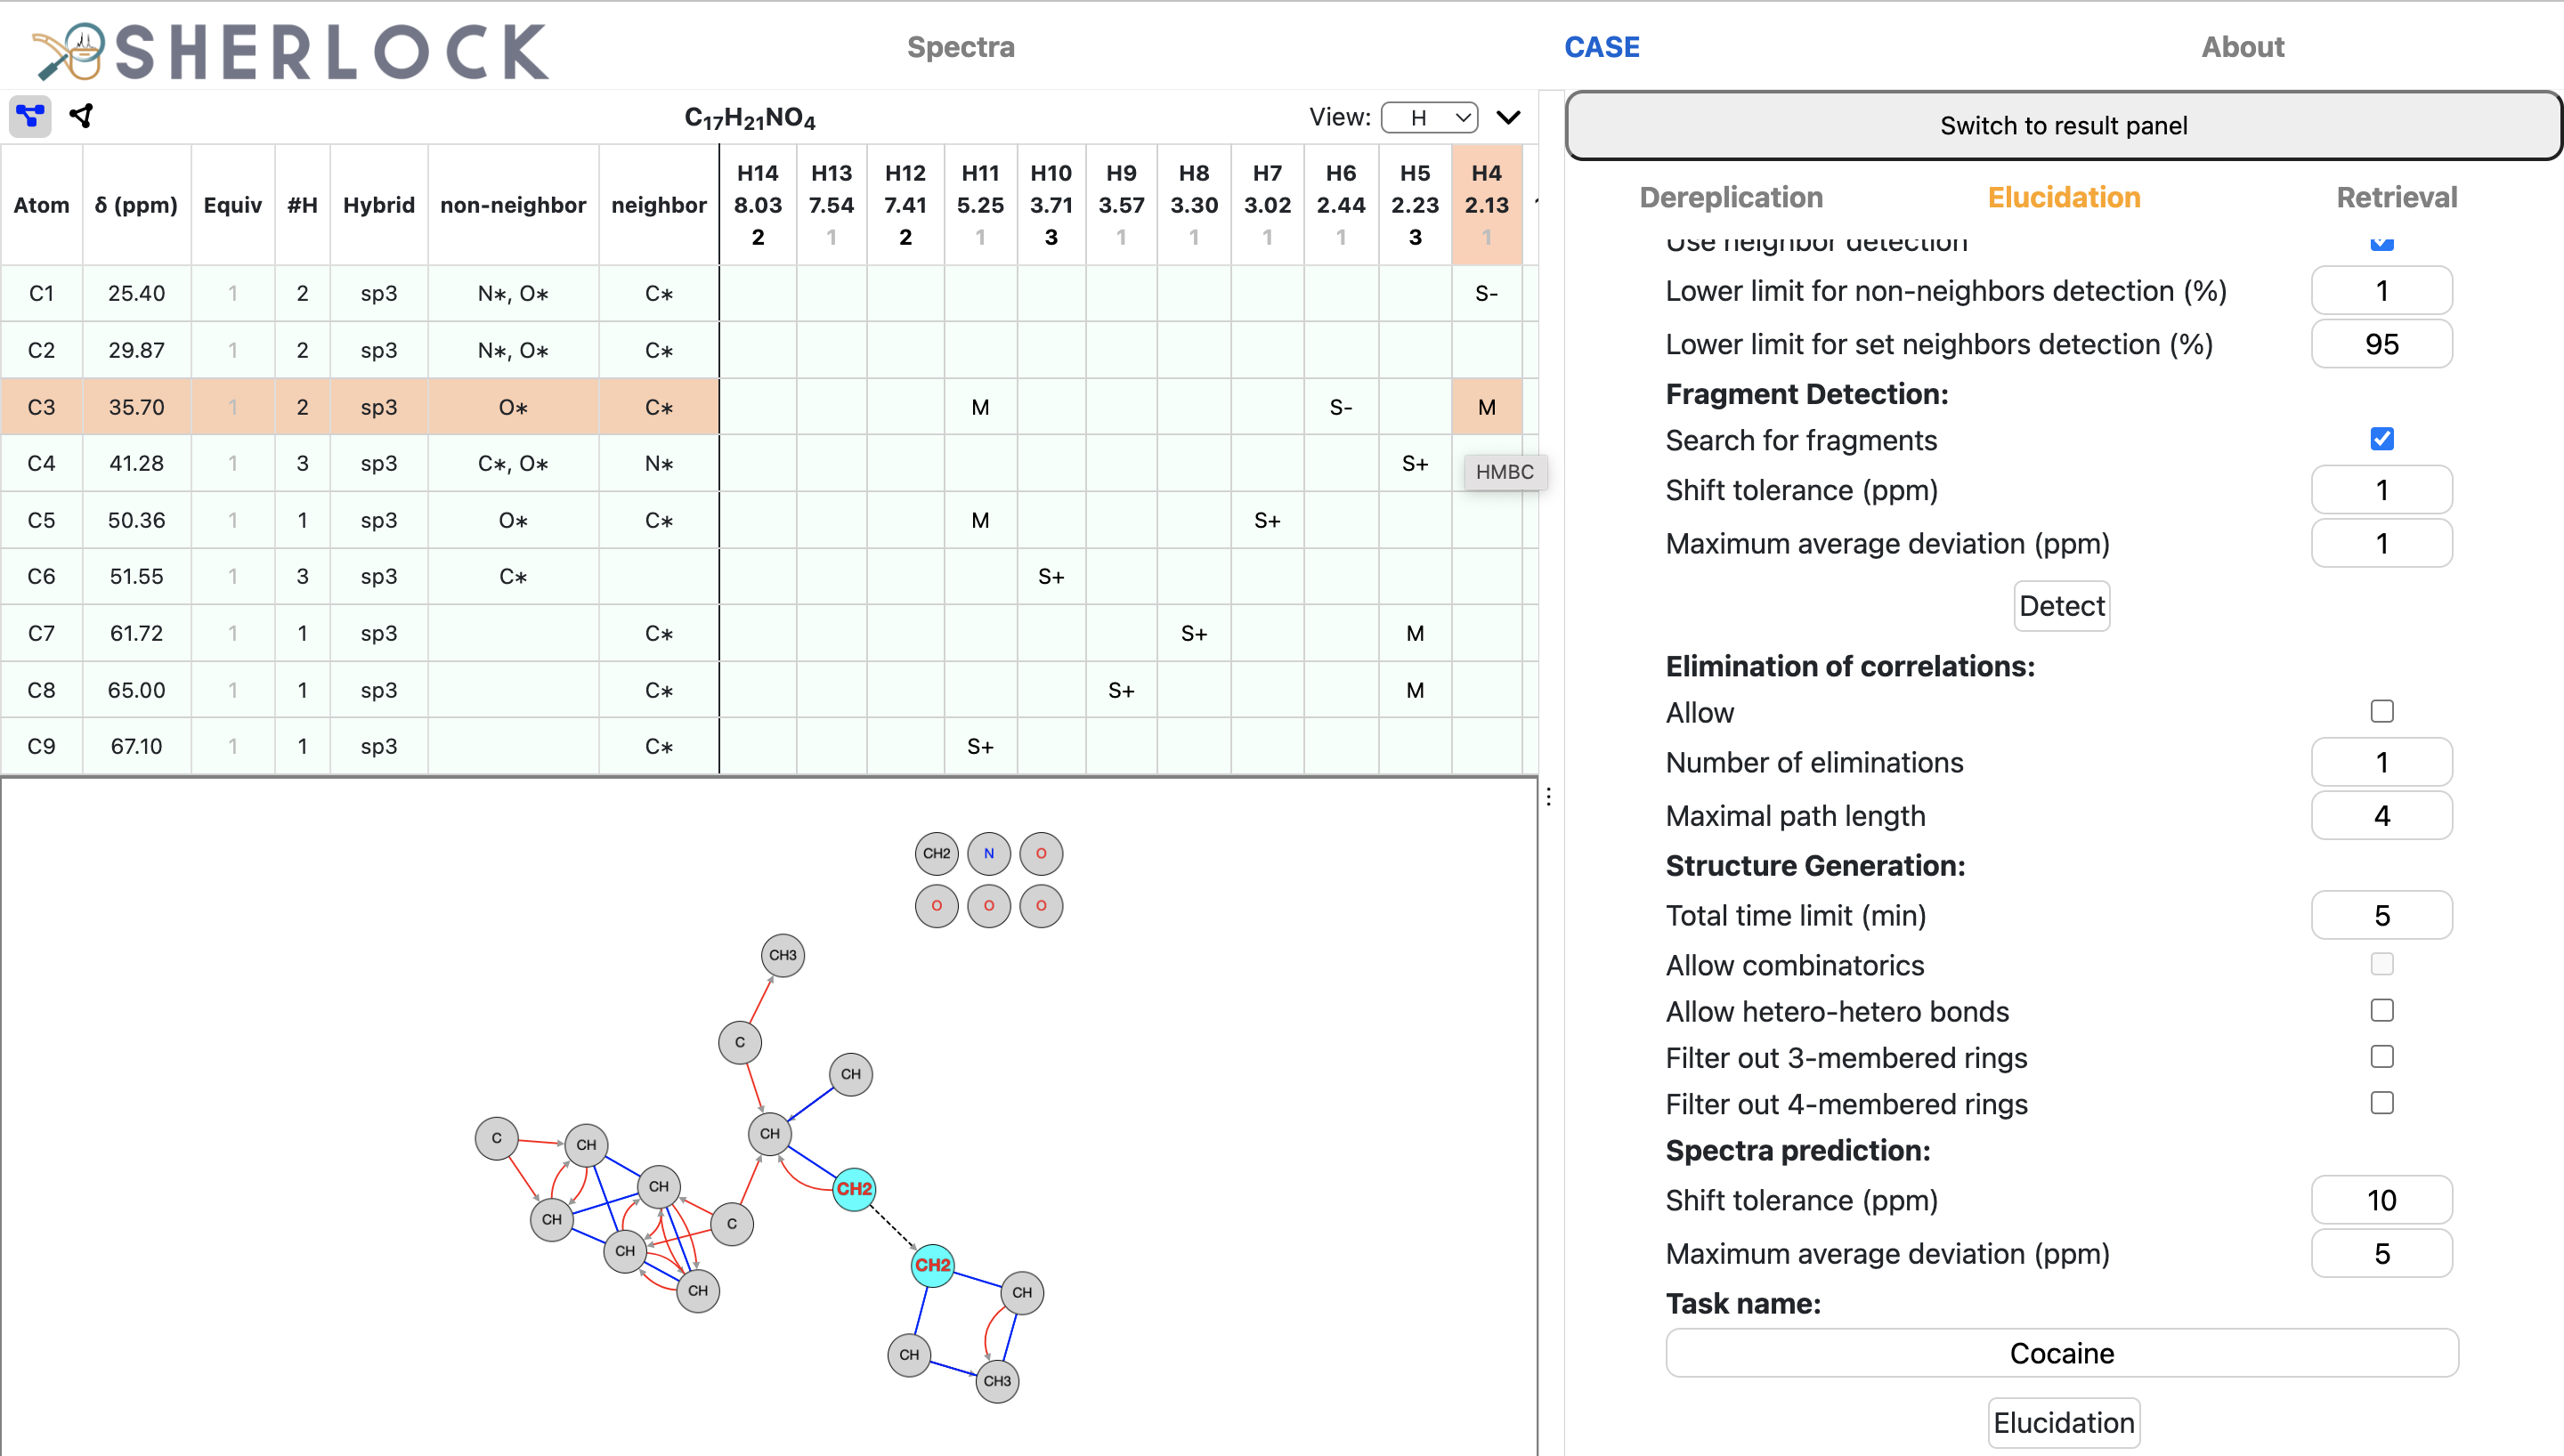 SHERLOCK
Spectra
CASE
About
C17H21NO4
View: H
Switch to result panel
Dereplication
Elucidation
Retrieval
Atom δ (ppm) Equiv #H Hybrid non-neighbor neighbor H14 H13 H12 H11 H10 H9 H8 H7 H6 H5 H4
8.03 7.54 7.41 5.25 3.71 3.57 3.30 3.02 2.44 2.23 2.13
2 1 2 1 3 1 1 1 1 3 1
C1 25.40 1 2 sp3 N*, O* C* S-
C2 29.87 1 2 sp3 N*, O* C*
C3 35.70 1 2 sp3 O* C* M S- M
C4 41.28 1 3 sp3 C*, O* N* S+
HMBC
C5 50.36 1 1 sp3 O* C* M S+
C6 51.55 1 3 sp3 C* S+
C7 61.72 1 1 sp3 C* S+ M
C8 65.00 1 1 sp3 C* S+ M
C9 67.10 1 1 sp3 C* S+
CH2 N O
O O O
CH3
C
CH
CH
C
CH
CH2
CH
CH
C
CH
CH2
CH
CH
CH
CH3
Use neighbor detection
Lower limit for non-neighbors detection (%) 1
Lower limit for set neighbors detection (%) 95
Fragment Detection:
Search for fragments
Shift tolerance (ppm) 1
Maximum average deviation (ppm) 1
Detect
Elimination of correlations:
Allow
Number of eliminations 1
Maximal path length 4
Structure Generation:
Total time limit (min) 5
Allow combinatorics
Allow hetero-hetero bonds
Filter out 3-membered rings
Filter out 4-membered rings
Spectra prediction:
Shift tolerance (ppm) 10
Maximum average deviation (ppm) 5
Task name:
Cocaine
Elucidation